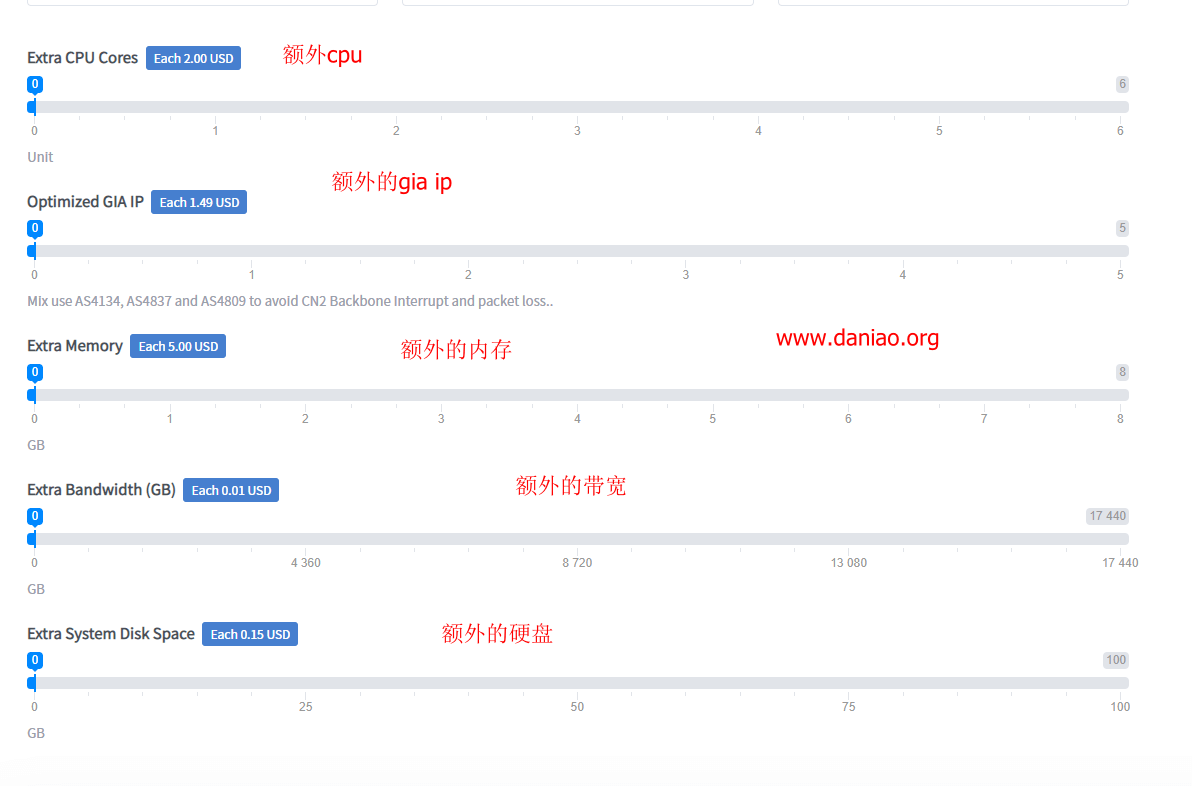 Extra CPU Cores Each 2.00 USD 额外cpu
0 6
0 1 2 3 4 5 6
Unit
额外的gia ip
Optimized GIA IP Each 1.49 USD
0 5
0 1 2 3 4 5
Mix use AS4134, AS4837 and AS4809 to avoid CN2 Backbone Interrupt and packet loss..
Extra Memory Each 5.00 USD 额外的内存 www.daniao.org
0 8
0 1 2 3 4 5 6 7 8
GB
Extra Bandwidth (GB) Each 0.01 USD 额外的带宽
0 17 440
0 4 360 8 720 13 080 17 440
GB
Extra System Disk Space Each 0.15 USD 额外的硬盘
0 100
0 25 50 75 100
GB